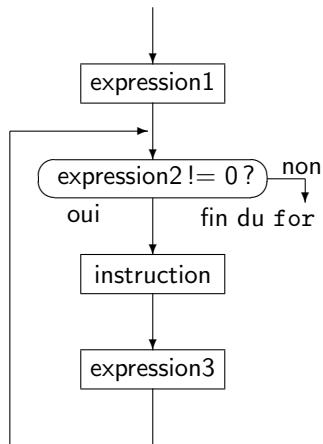 expression1
expression2 != 0 ?
non
oui
fin du for
instruction
expression3